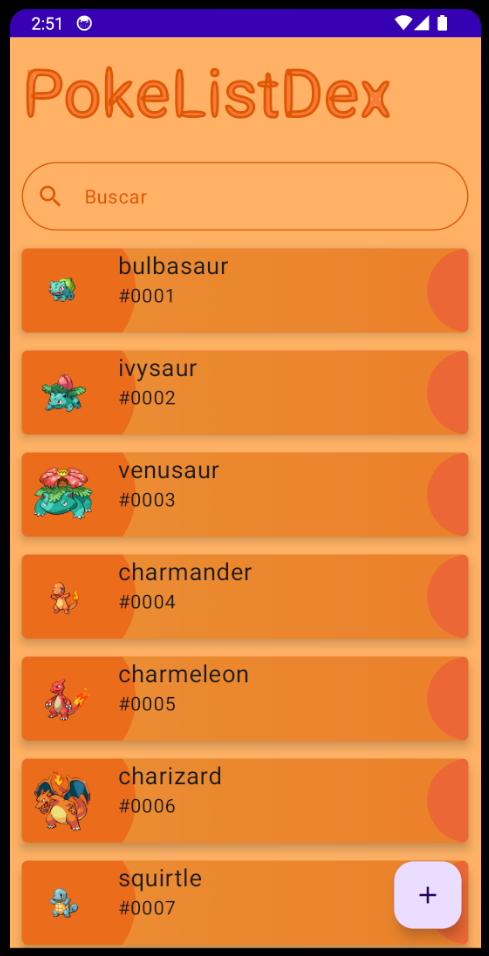 2:51
PokeListDex
Buscar
bulbasaur
#0001
ivysaur
#0002
venusaur
#0003
charmander
#0004
charmeleon
#0005
charizard
#0006
squirtle
#0007
+